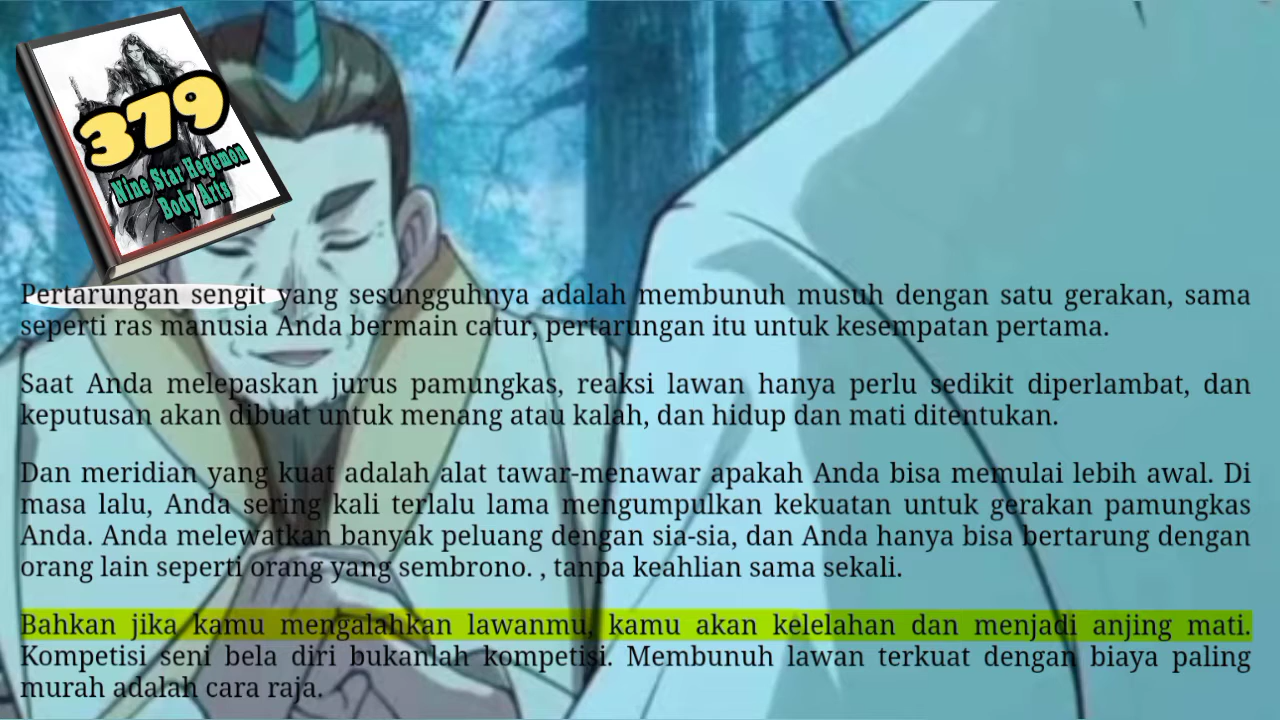 379
Nine Star Hegemon
Body Arts
Pertarungan sengit yang sesungguhnya adalah membunuh musuh dengan satu gerakan, sama
seperti ras manusia Anda bermain catur, pertarungan itu untuk kesempatan pertama.
Saat Anda melepaskan jurus pamungkas, reaksi lawan hanya perlu sedikit diperlambat, dan
keputusan akan dibuat untuk menang atau kalah, dan hidup dan mati ditentukan.
Dan meridian yang kuat adalah alat tawar-menawar apakah Anda bisa memulai lebih awal. Di
masa lalu, Anda sering kali terlalu lama mengumpulkan kekuatan untuk gerakan pamungkas
Anda. Anda melewatkan banyak peluang dengan sia-sia, dan Anda hanya bisa bertarung dengan
orang lain seperti orang yang sembrono. , tanpa keahlian sama sekali.
Bahkan jika kamu mengalahkan lawanmu, kamu akan kelelahan dan menjadi anjing mati.
Kompetisi seni bela diri bukanlah kompetisi. Membunuh lawan terkuat dengan biaya paling
murah adalah cara raja.